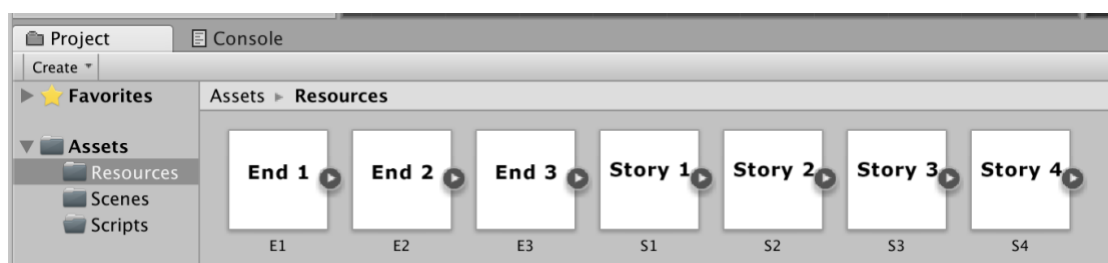 Project Console
Create
Favorites Assets Resources
Assets
Resources
Scenes
Scripts
End 1 End 2 End 3 Story 1 Story 2 Story 3 Story 4
E1 E2 E3 S1 S2 S3 S4